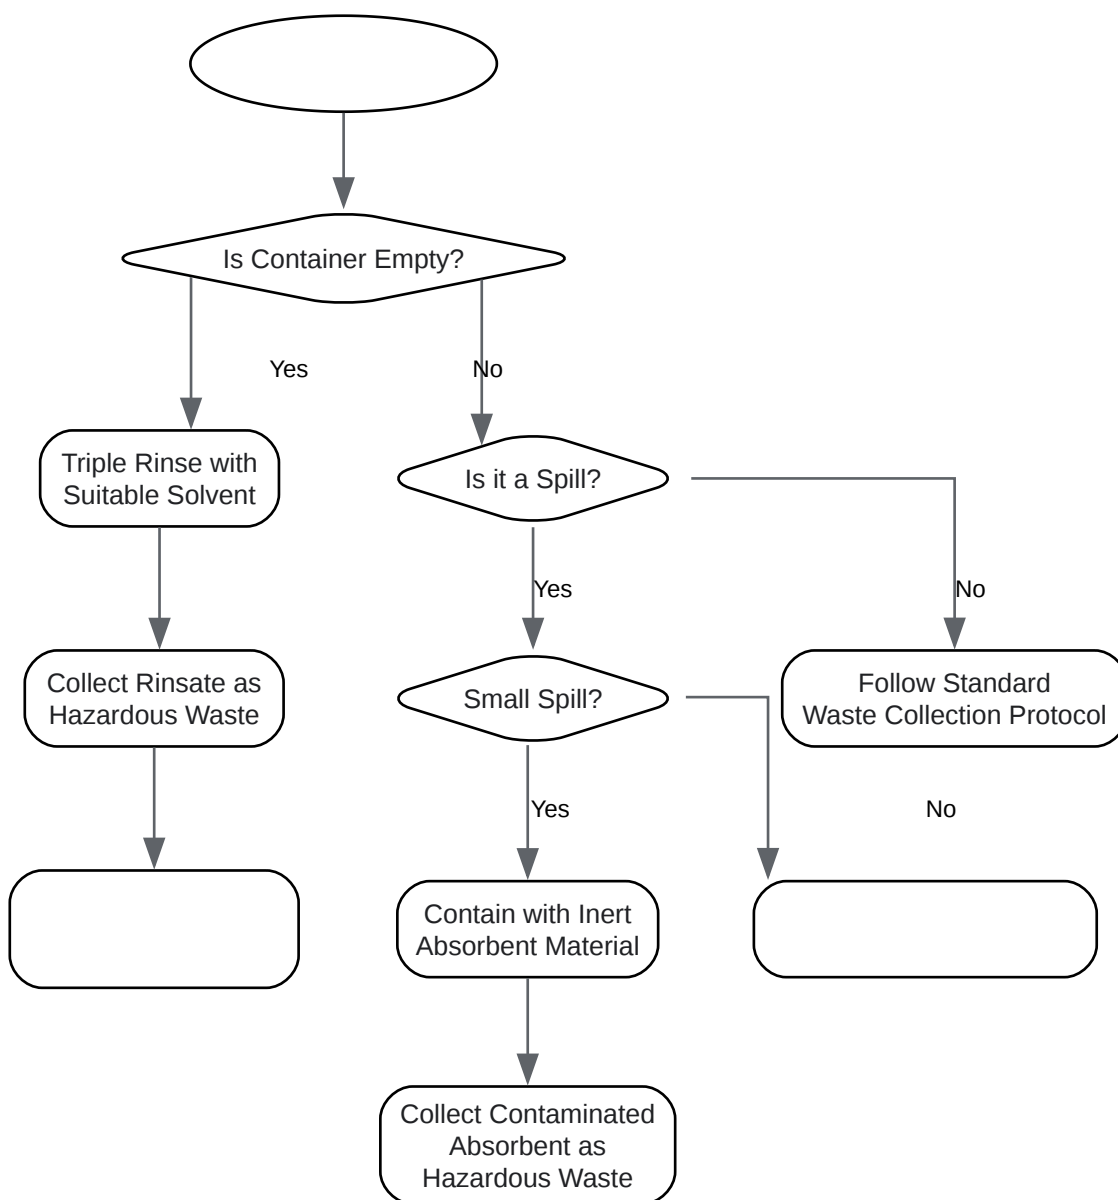 Is Container Empty?
Yes
No
Triple Rinse with
Suitable Solvent
Is it a Spill?
Yes
No
Collect Rinsate as
Hazardous Waste
Small Spill?
Follow Standard
Waste Collection Protocol
Yes
No
Contain with Inert
Absorbent Material
Collect Contaminated
Absorbent as
Hazardous Waste